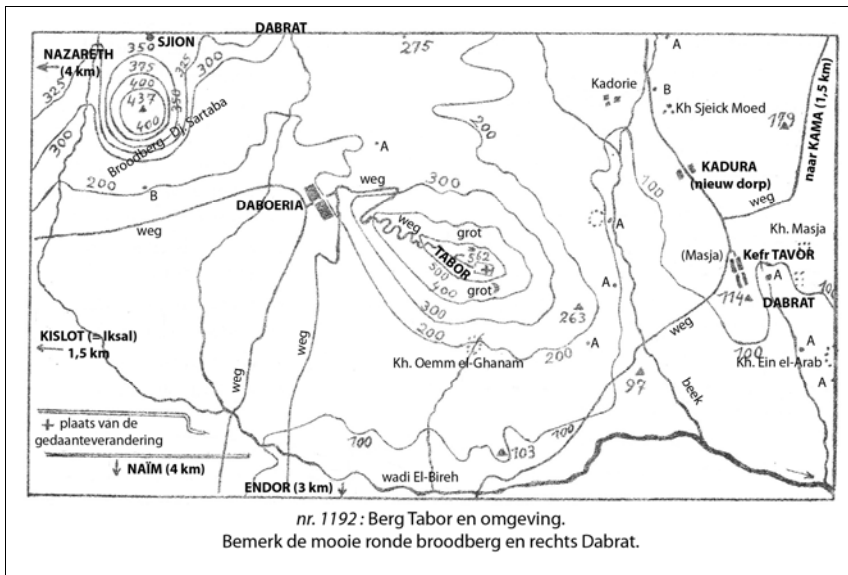 DABRAT
SJION
NAZARETH
(4 km)
350
375
400
437
400
350
325
325
300
325
300
Broodberg—Dj. Sartaba
200
B
275
A
Kadorie
B
Kh Sjeick Moed
179
naar KAMA (1,5 km)
A
200
100
KADURA
(nieuw dorp)
weg
DABOERIA
weg
weg
300
grot
weg
TABOR
562
500
400
grot
300
200
A
A
263
200
A
Kh. Masja
(Masja)
Kefr TAVOR
A
114
DABRAT
100
100
weg
KISLOT (=Iksal)
1,5 km
weg
weg
Kh. Oemm el-Ghanam
Kh. Ein el-Arab
A
A
97
beek
plaats van de
gedaanteverandering
100
100
103
NAÏM (4 km)
wadi El-Bireh
ENDOR (3 km)
nr. 1192 : Berg Tabor en omgeving.
Bemerk de mooie ronde broodberg en rechts Dabrat.